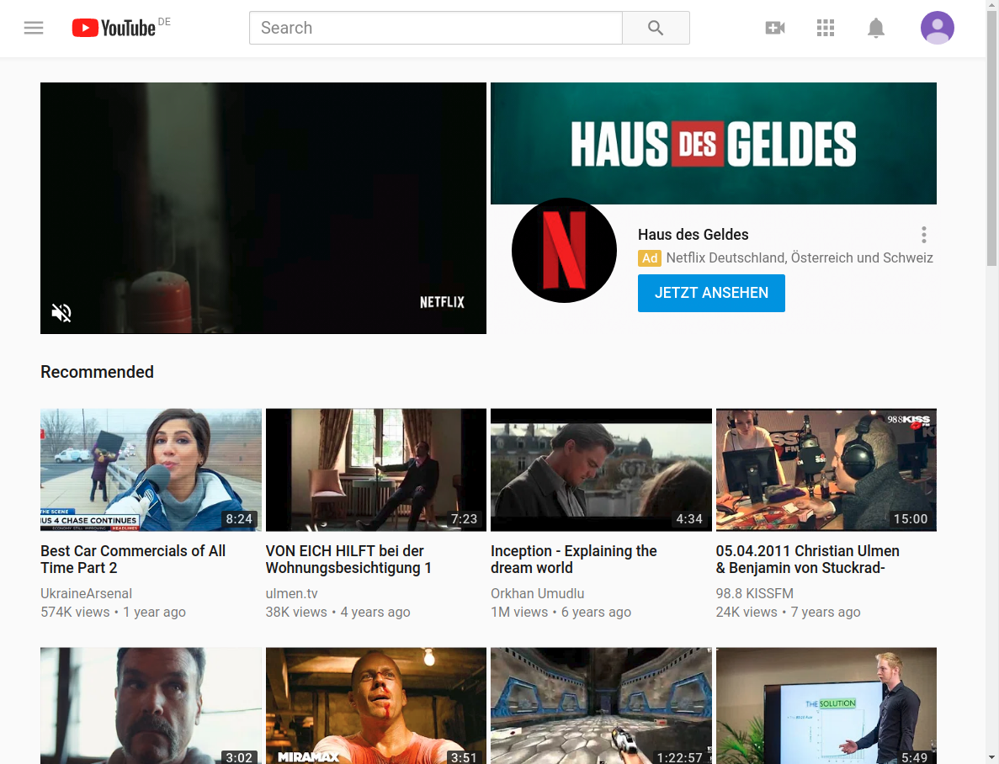 YouTube DE
Search
NETFLIX
HAUS DES GELDES
Haus des Geldes
Ad Netflix Deutschland, Österreich und Schweiz
JETZT ANSEHEN
Recommended
THE SCENE
US 4 CHASE CONTINUES
ECONOMY STILL IMPROVING HEADLINES
8:24
7:23
4:34
98.8 KISS FM
15:00
Best Car Commercials of All
Time Part 2
UkraineArsenal
574K views • 1 year ago
VON EICH HILFT bei der
Wohnungsbesichtigung 1
ulmen.tv
38K views • 4 years ago
Inception - Explaining the
dream world
Orkhan Umudlu
1M views • 6 years ago
05.04.2011 Christian Ulmen
& Benjamin von Stuckrad-
98.8 KISSFM
24K views • 7 years ago
3:02
MIRAMAX
3:51
1:22:57
THE SOLUTION
5:49